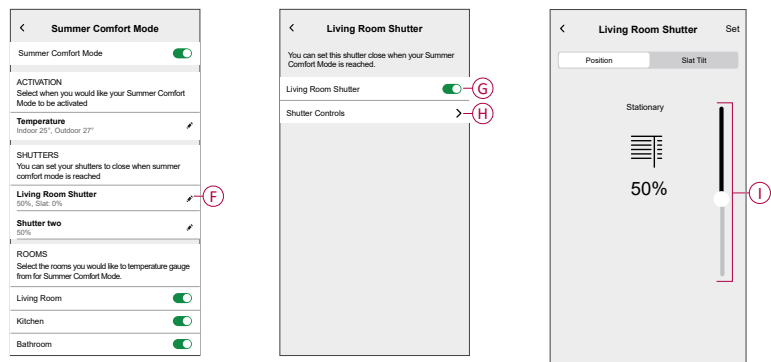 Summer Comfort Mode
Summer Comfort Mode
ACTIVATION
Select when you would like your Summer Comfort
Mode to be activated
Temperature
Indoor 25°, Outdoor 27°
SHUTTERS
You can set your shutters to close when summer
comfort mode is reached
Living Room Shutter
50%, Slat: 0%
F
Shutter two
50%
ROOMS
Select the rooms you would like to temperature gauge
from for Summer Comfort Mode.
Living Room
Kitchen
Bathroom
Living Room Shutter
You can set this shutter close when your Summer
Comfort Mode is reached.
Living Room Shutter
G
Shutter Controls
H
Living Room Shutter Set
Position Slat Tilt
Stationary
50%
I